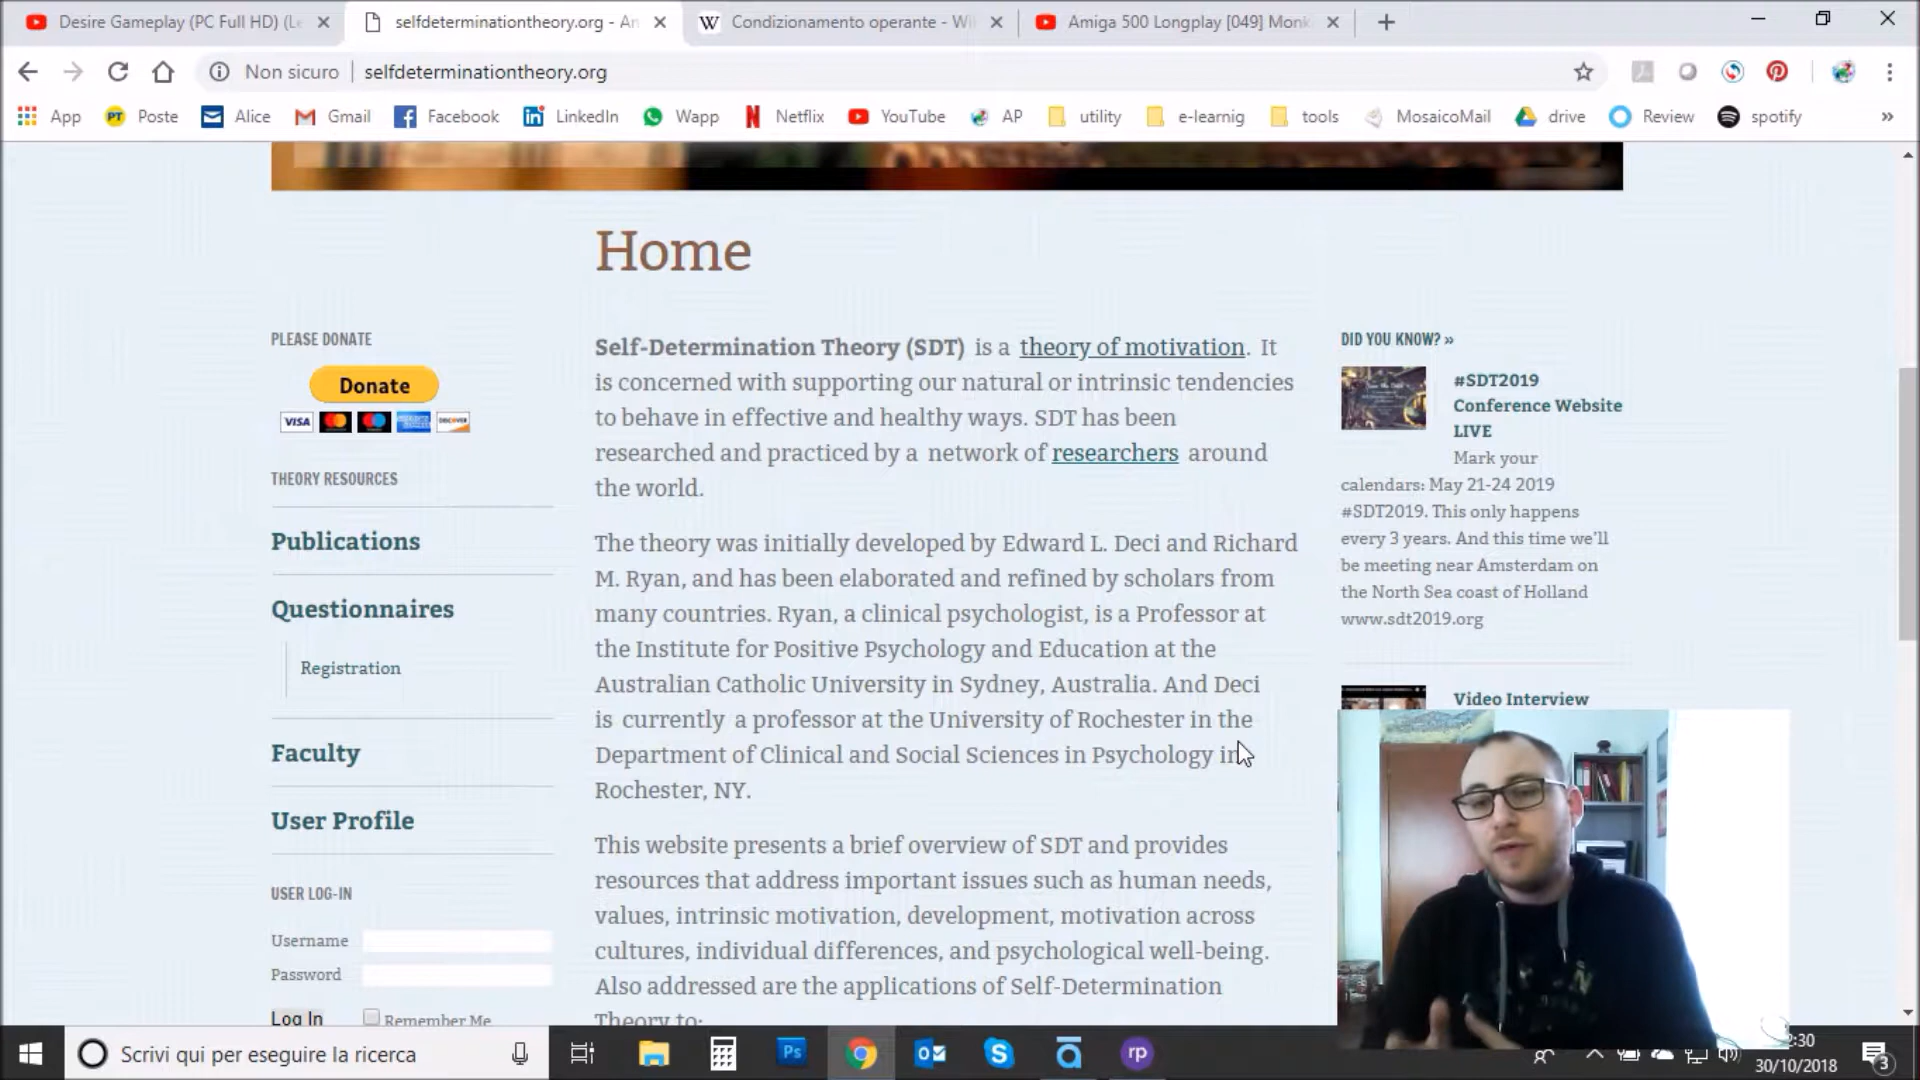 Desire Gameplay (PC Full HD) (Le
selfdeterminationtheory.org - An
Condizionamento operante - Wi
Amiga 500 Longplay [049] Monk
Non sicuro
selfdeterminationtheory.org
App
Poste
Alice
Gmail
Facebook
LinkedIn
Wapp
Netflix
YouTube
AP
utility
e-learnig
tools
MosaicoMail
drive
Review
spotify
»
Home
PLEASE DONATE
Donate
VISA
DISCOVER
THEORY RESOURCES
Publications
Questionnaires
Registration
Faculty
User Profile
USER LOG-IN
Username
Password
Log In
Remember Me
Self-Determination Theory (SDT) is a theory of motivation. It
is concerned with supporting our natural or intrinsic tendencies
to behave in effective and healthy ways. SDT has been
researched and practiced by a network of researchers around
the world.
The theory was initially developed by Edward L. Deci and Richard
M. Ryan, and has been elaborated and refined by scholars from
many countries. Ryan, a clinical psychologist, is a Professor at
the Institute for Positive Psychology and Education at the
Australian Catholic University in Sydney, Australia. And Deci
is currently a professor at the University of Rochester in the
Department of Clinical and Social Sciences in Psychology in
Rochester, NY.
This website presents a brief overview of SDT and provides
resources that address important issues such as human needs,
values, intrinsic motivation, development, motivation across
cultures, individual differences, and psychological well-being.
Also addressed are the applications of Self-Determination
Theory to:
DID YOU KNOW? »
#SDT2019
Conference Website
LIVE
Mark your
calendars: May 21-24 2019
#SDT2019. This only happens
every 3 years. And this time we'll
be meeting near Amsterdam on
the North Sea coast of Holland
www.sdt2019.org
Video Interview
Scrivi qui per eseguire la ricerca
Ps
rp
:30
30/10/2018
3